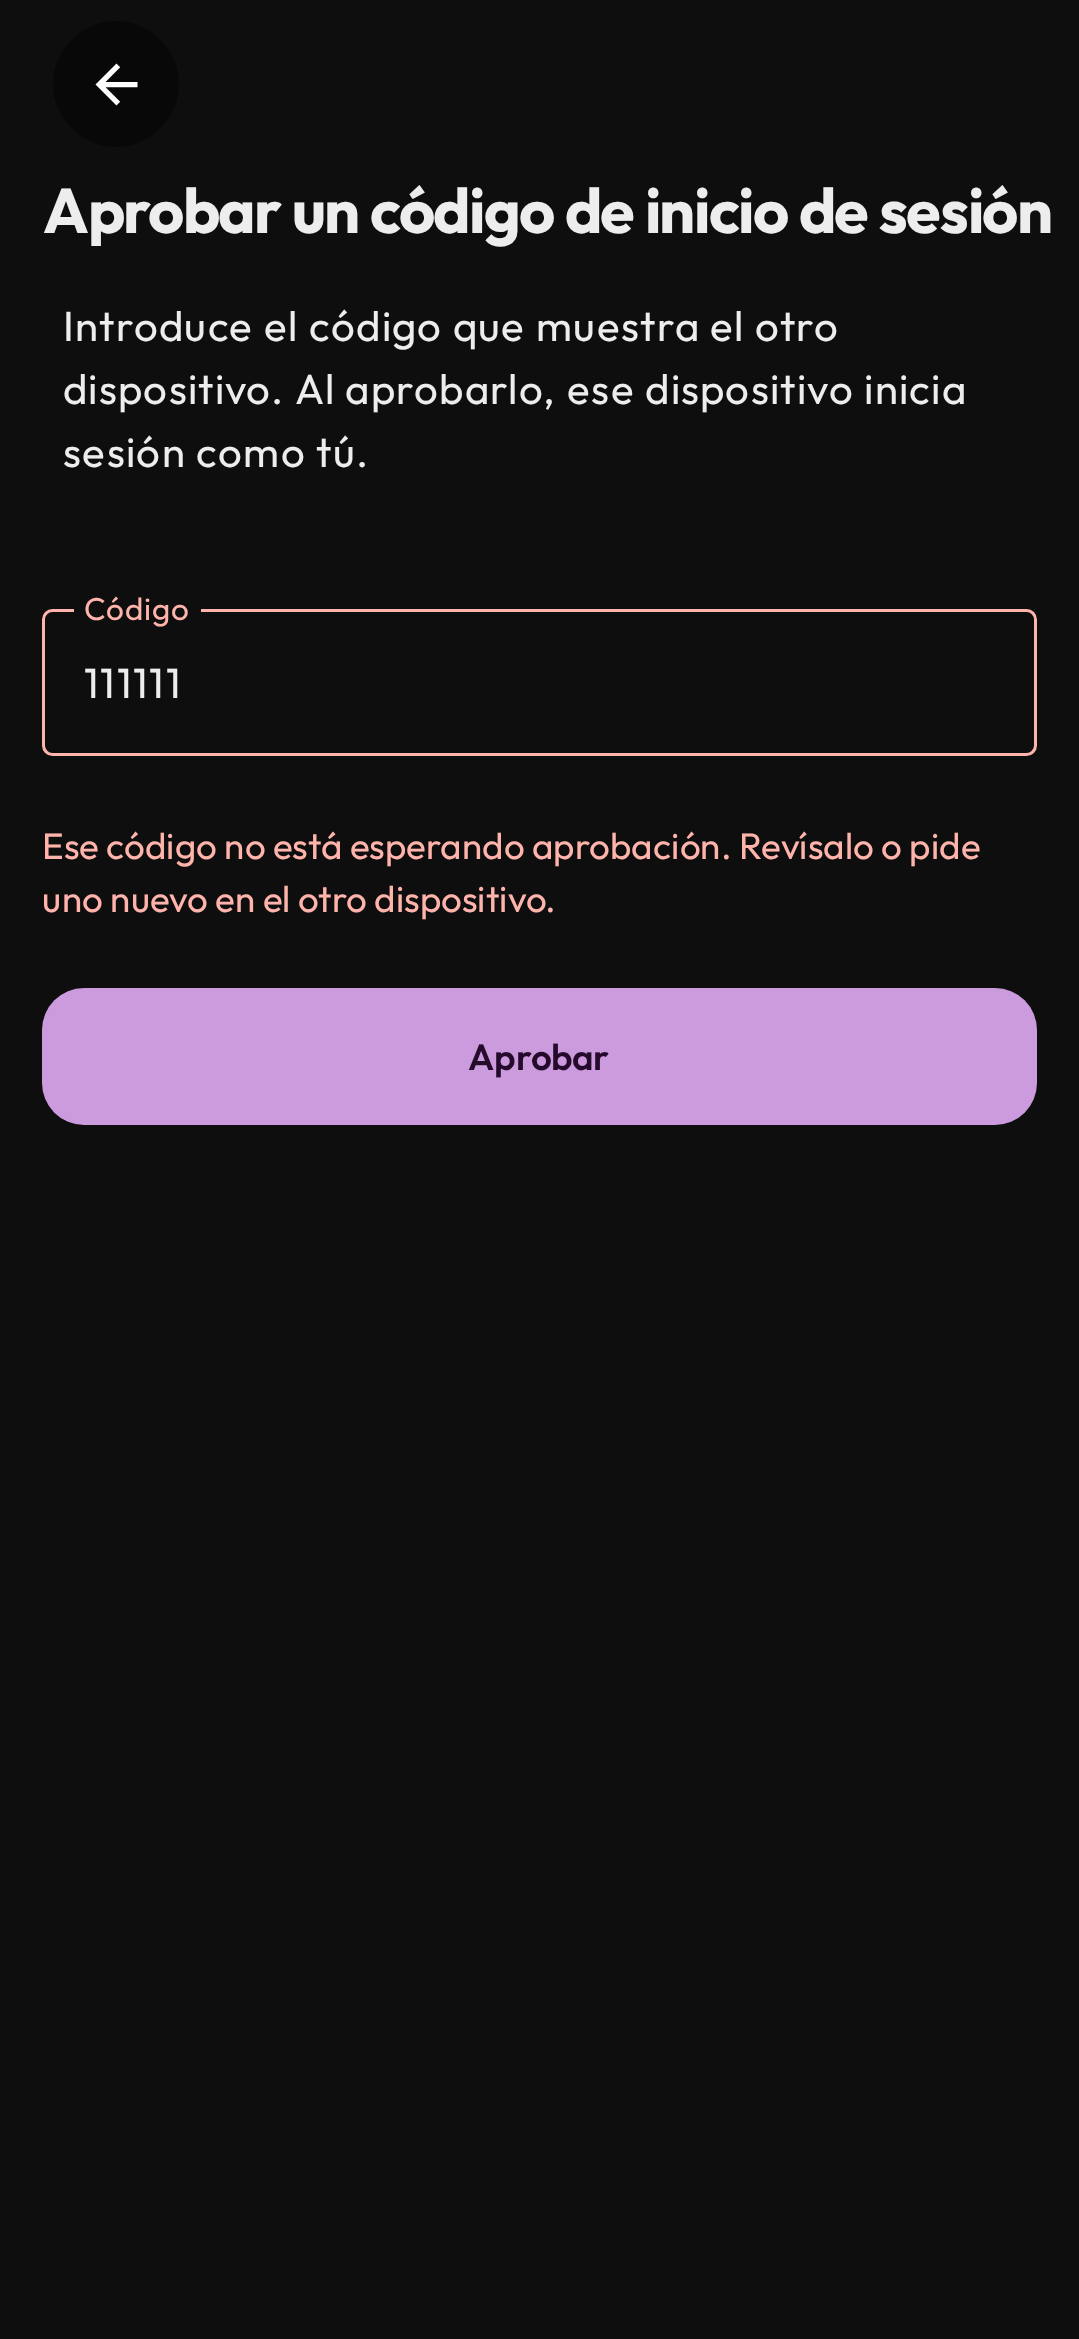 Aprobar un código de inicio de sesión
Introduce el código que muestra el otro
dispositivo. Al aprobarlo, ese dispositivo inicia
sesión como tú.
Código
111111
Ese código no está esperando aprobación. Revísalo o pide
uno nuevo en el otro dispositivo.
Aprobar